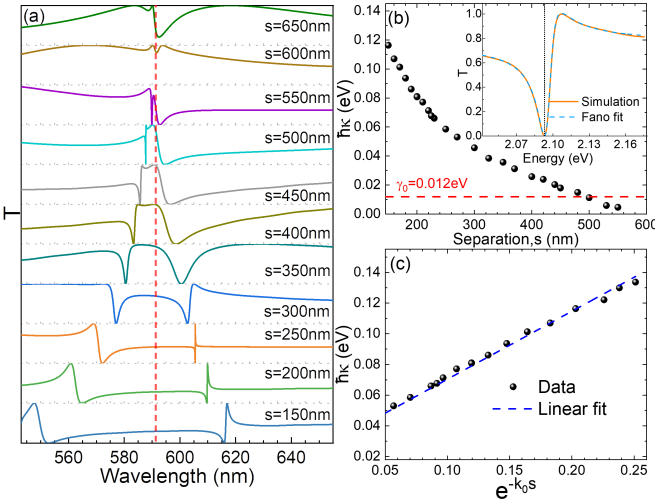 (a)
s=650nm
s=600nm
s=550nm
s=500nm
s=450nm
s=400nm
s=350nm
s=300nm
s=250nm
s=200nm
s=150nm
T
560 580 600 620 640
Wavelength (nm)
(b)
0.14
0.12
0.10
0.08
0.06
0.04
0.02
0.00
ħκ (eV)
γ₀=0.012eV
200 300 400 500 600
Separation,s (nm)
1.0
0.8
0.6
0.4
0.2
0.0
T
Simulation
Fano fit
2.07 2.10 2.13 2.16
Energy (eV)
(c)
0.14
0.12
0.10
0.08
0.06
0.04
0.02
0.00
ħκ (eV)
Data
Linear fit
0.05 0.10 0.15 0.20 0.25
e^-k₀s